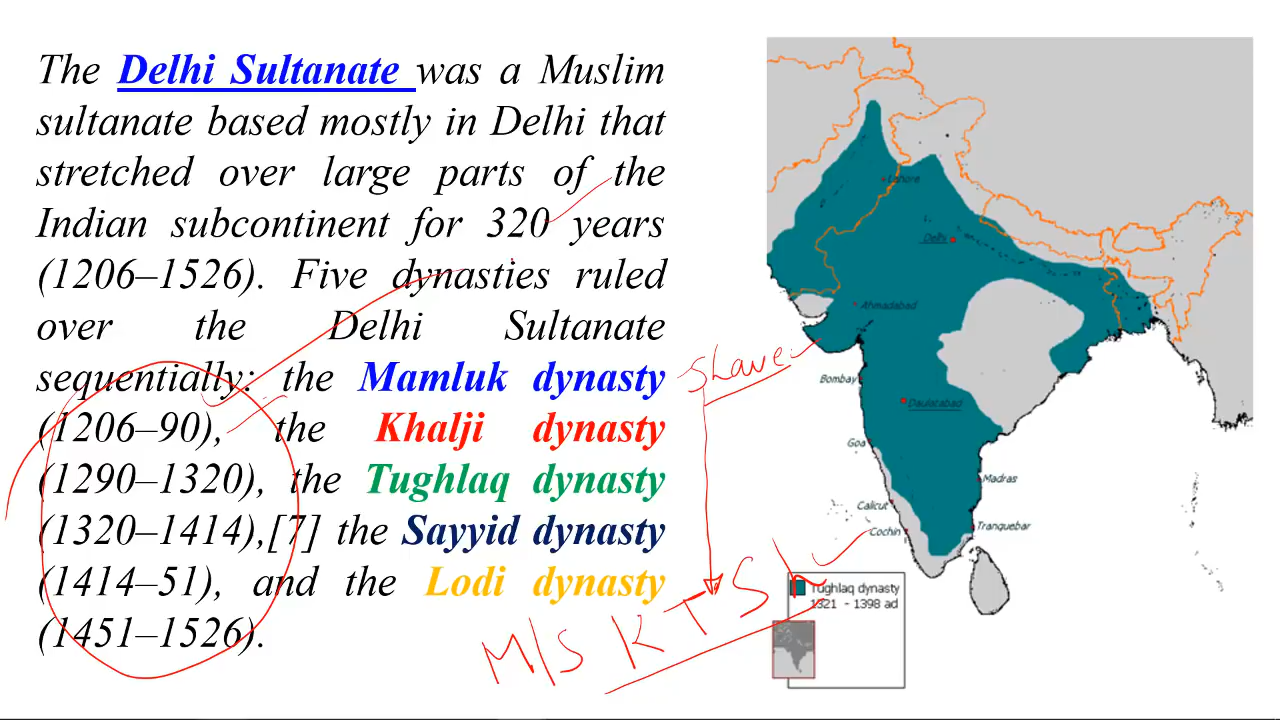 The Delhi Sultanate was a Muslim
sultanate based mostly in Delhi that
stretched over large parts of the
Indian subcontinent for 320 years
(1206–1526). Five dynasties ruled
over the Delhi Sultanate
sequentially: the Mamluk dynasty
(1206–90), the Khalji dynasty
(1290–1320), the Tughlaq dynasty
(1320–1414),[7] the Sayyid dynasty
(1414–51), and the Lodi dynasty
(1451–1526).
Slave
M/S K T S L
Lahore
Delhi
Ahmadabad
Bombay
Daulatabad
Goa
Madras
Calicut
Tranquebar
Cochin
Tughlaq dynasty
1321 - 1398 ad